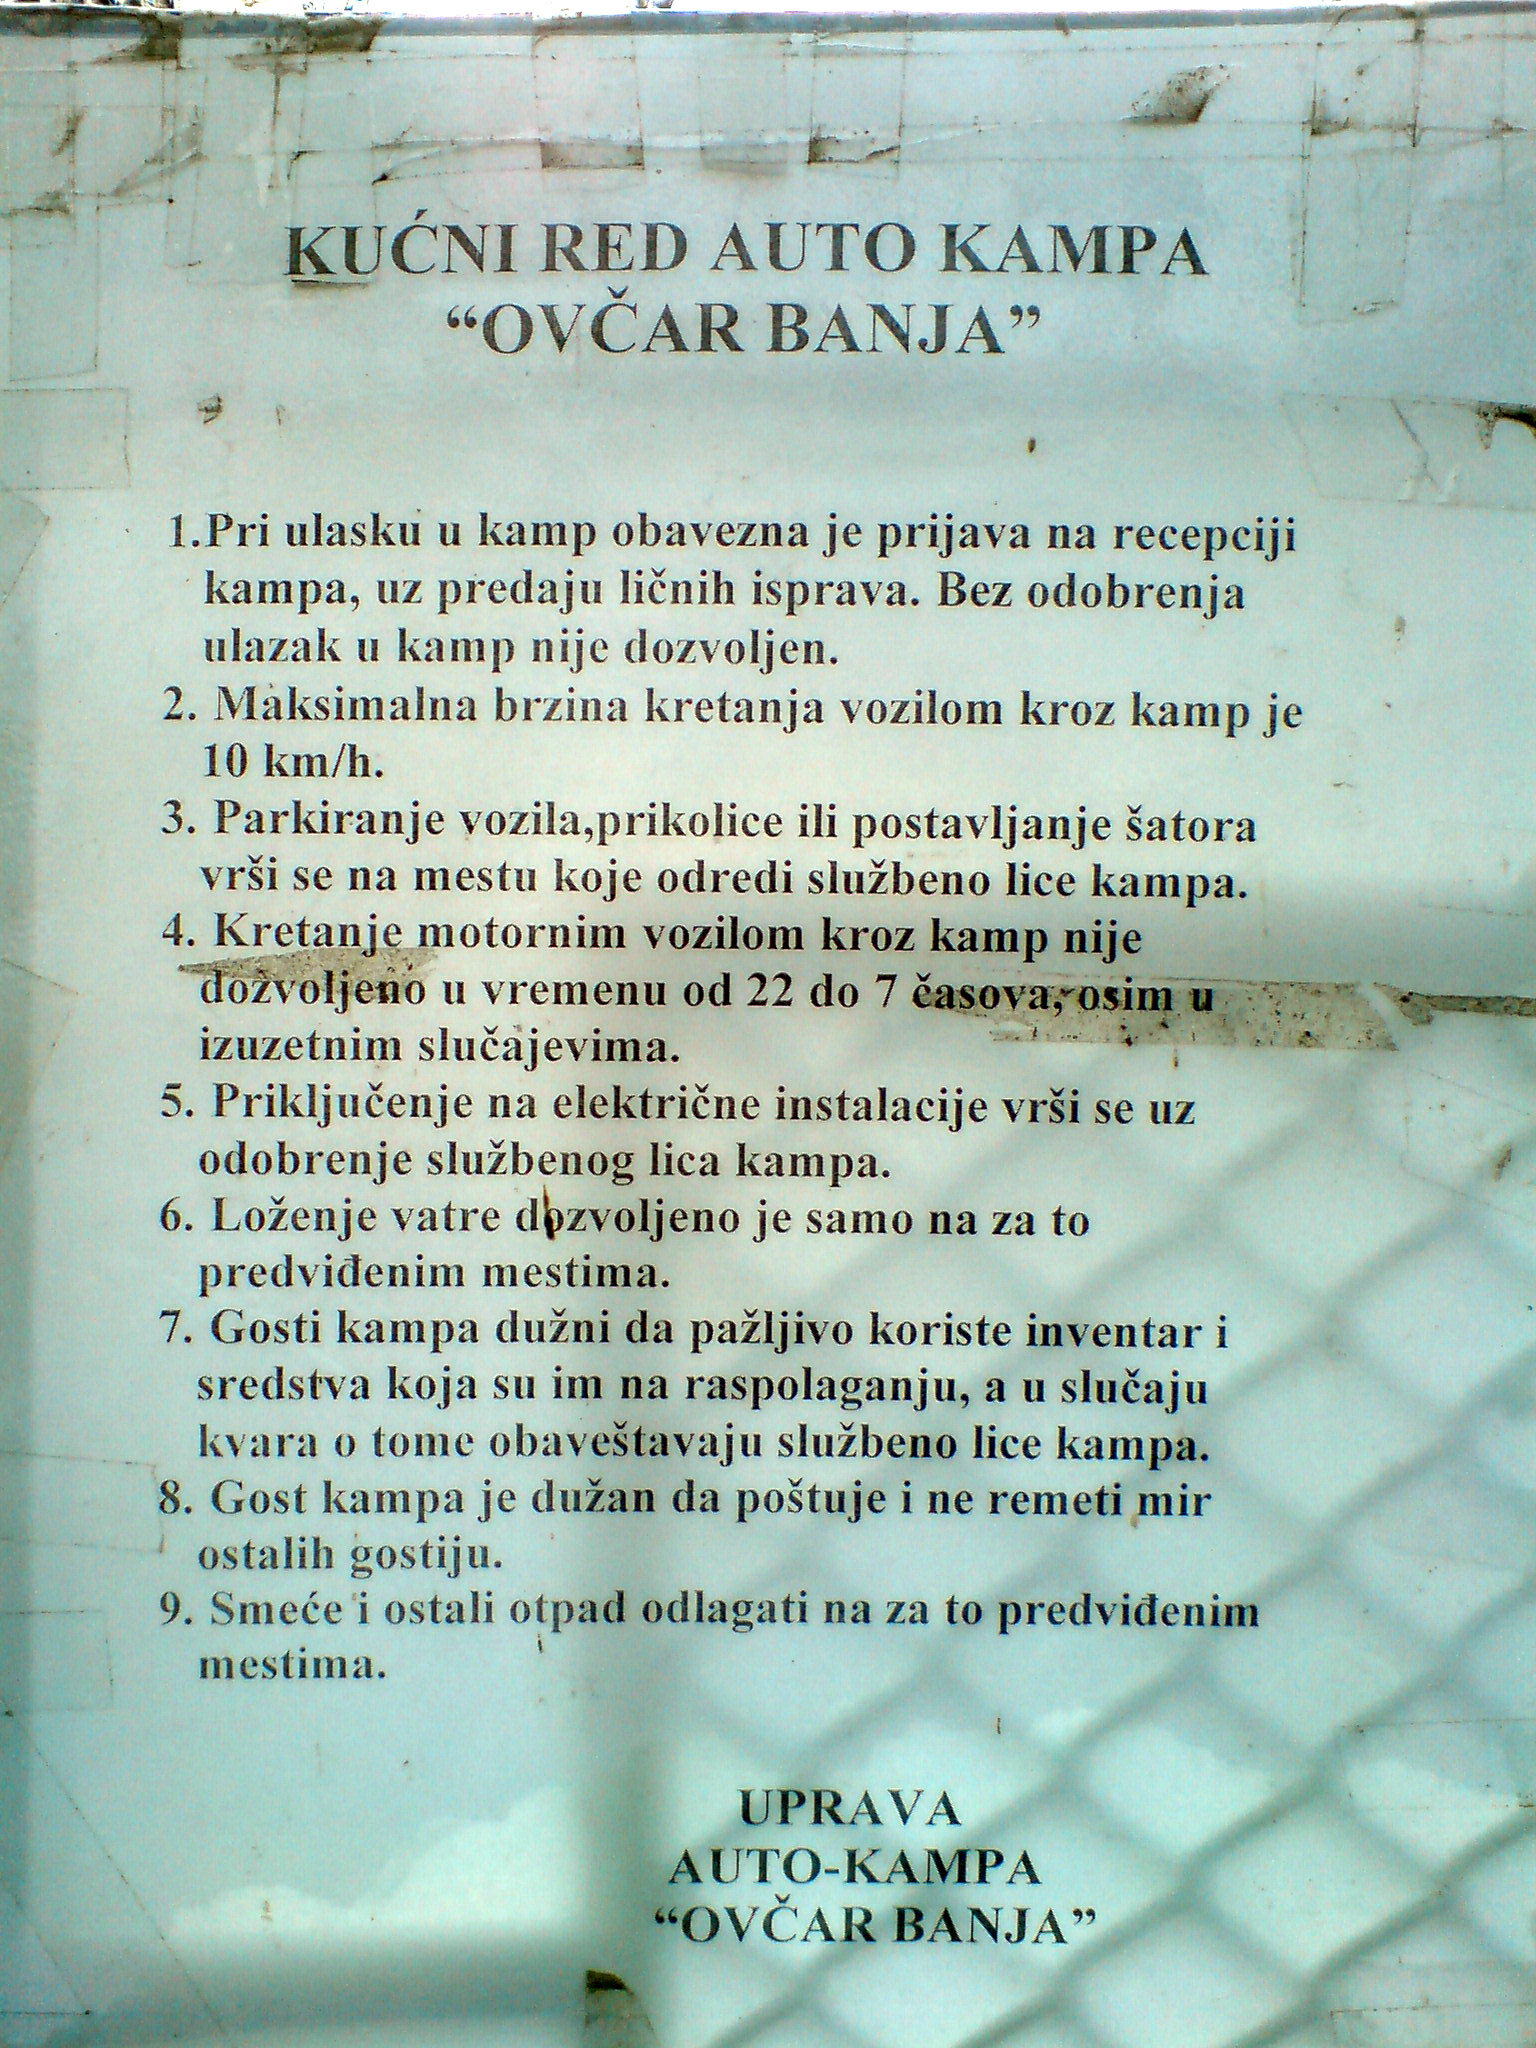 KUĆNI RED AUTO KAMPA
“OVČAR BANJA”
1.Pri ulasku u kamp obavezna je prijava na recepciji
kampa, uz predaju ličnih isprava. Bez odobrenja
ulazak u kamp nije dozvoljen.
2. Maksimalna brzina kretanja vozilom kroz kamp je
10 km/h.
3. Parkiranje vozila,prikolice ili postavljanje šatora
vrši se na mestu koje odredi službeno lice kampa.
4. Kretanje motornim vozilom kroz kamp nije
dozvoljeno u vremenu od 22 do 7 časova, osim u
izuzetnim slučajevima.
5. Priključenje na električne instalacije vrši se uz
odobrenje službenog lica kampa.
6. Loženje vatre dozvoljeno je samo na za to
predviđenim mestima.
7. Gosti kampa dužni da pažljivo koriste inventar i
sredstva koja su im na raspolaganju, a u slučaju
kvara o tome obaveštavaju službeno lice kampa.
8. Gost kampa je dužan da poštuje i ne remeti mir
ostalih gostiju.
9. Smeće i ostali otpad odlagati na za to predviđenim
mestima.
UPRAVA
AUTO-KAMPA
“OVČAR BANJA”